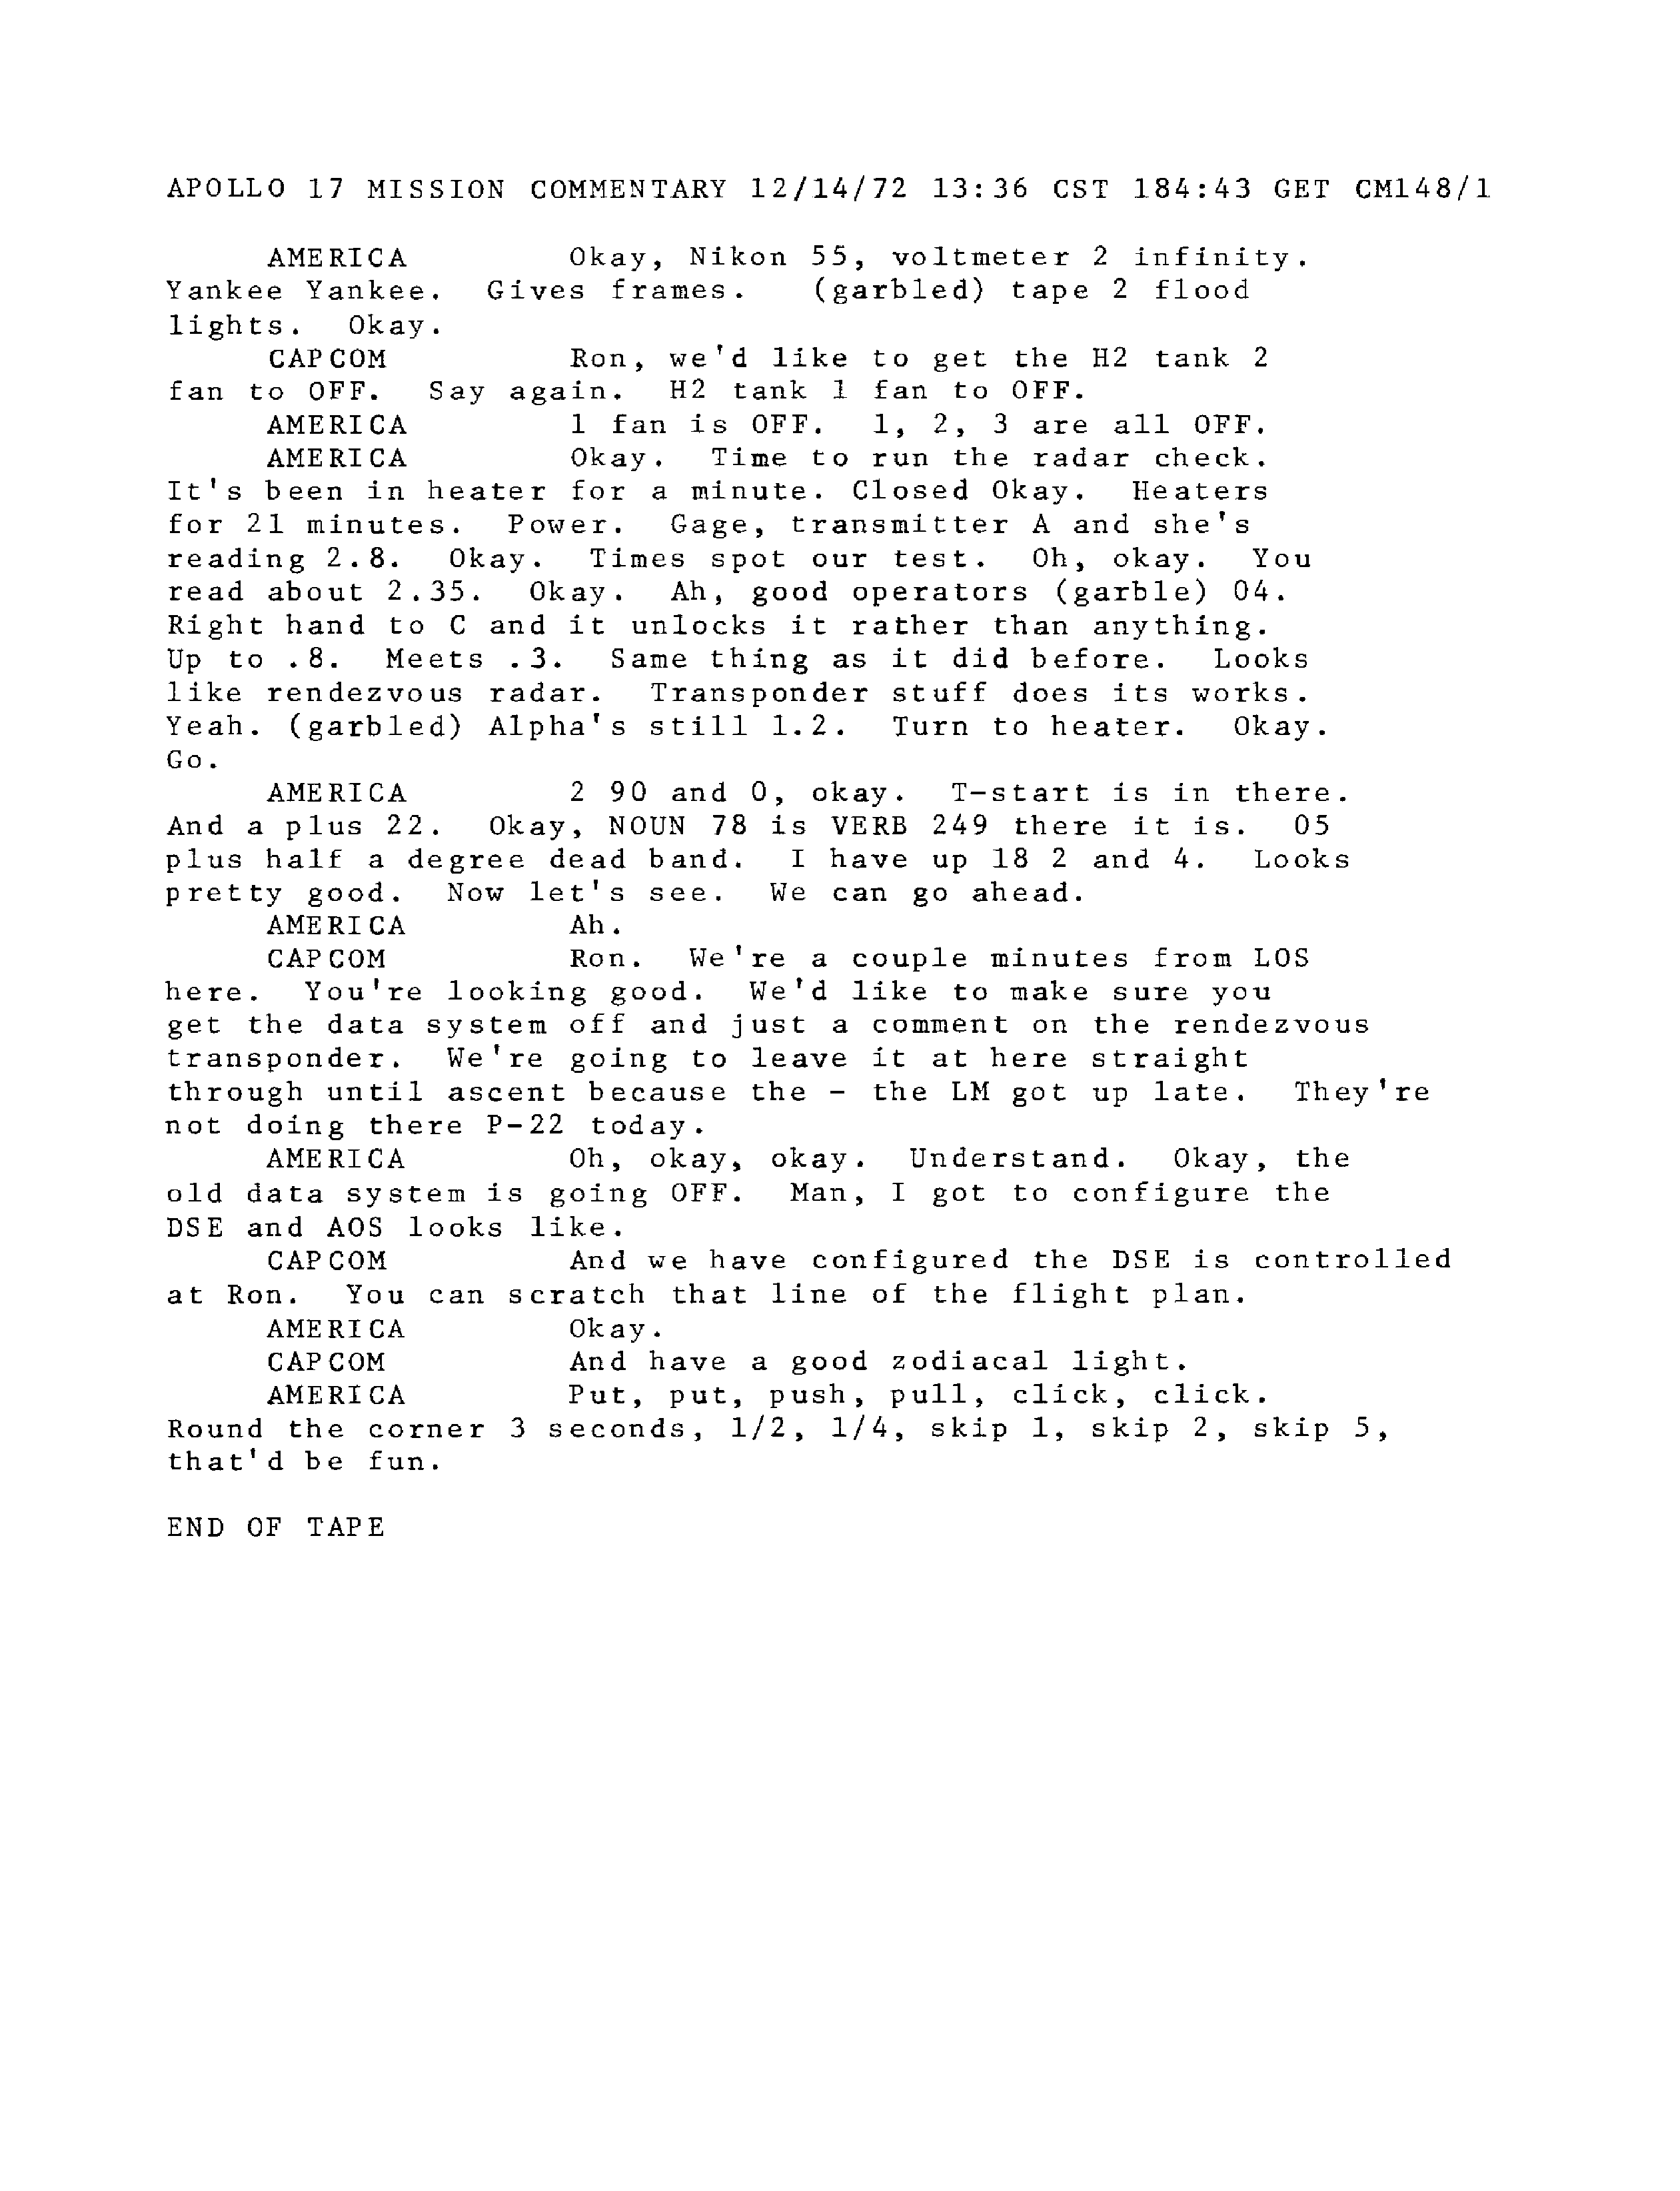 APOLLO 17 MISSION COMMENTARY 12/14/72 13:36 CST 184:43 GET CM148/1
AMERICA Okay, Nikon 55, voltmeter 2 infinity.
Yankee Yankee. Gives frames. (garbled) tape 2 flood
lights. Okay.
CAPCOM Ron, we'd like to get the H2 tank 2
fan to OFF. Say again. H2 tank 1 fan to OFF.
AMERICA 1 fan is OFF. 1, 2, 3 are all OFF.
AMERICA Okay. Time to run the radar check.
It's been in heater for a minute. Closed Okay. Heaters
for 21 minutes. Power. Gage, transmitter A and she's
reading 2.8. Okay. Times spot our test. Oh, okay. You
read about 2.35. Okay. Ah, good operators (garble) 04.
Right hand to C and it unlocks it rather than anything.
Up to .8. Meets .3. Same thing as it did before. Looks
like rendezvous radar. Transponder stuff does its works.
Yeah. (garbled) Alpha's still 1.2. Turn to heater. Okay.
Go.
AMERICA 2 90 and 0, okay. T-start is in there.
And a plus 22. Okay, NOUN 78 is VERB 249 there it is. 05
plus half a degree dead band. I have up 18 2 and 4. Looks
pretty good. Now let's see. We can go ahead.
AMERICA Ah.
CAPCOM Ron. We're a couple minutes from LOS
here. You're looking good. We'd like to make sure you
get the data system off and just a comment on the rendezvous
transponder. We're going to leave it at here straight
through until ascent because the - the LM got up late. They're
not doing there P-22 today.
AMERICA Oh, okay, okay. Understand. Okay, the
old data system is going OFF. Man, I got to configure the
DSE and AOS looks like.
CAPCOM And we have configured the DSE is controlled
at Ron. You can scratch that line of the flight plan.
AMERICA Okay.
CAPCOM And have a good zodiacal light.
AMERICA Put, put, push, pull, click, click.
Round the corner 3 seconds, 1/2, 1/4, skip 1, skip 2, skip 5,
that'd be fun.
END OF TAPE